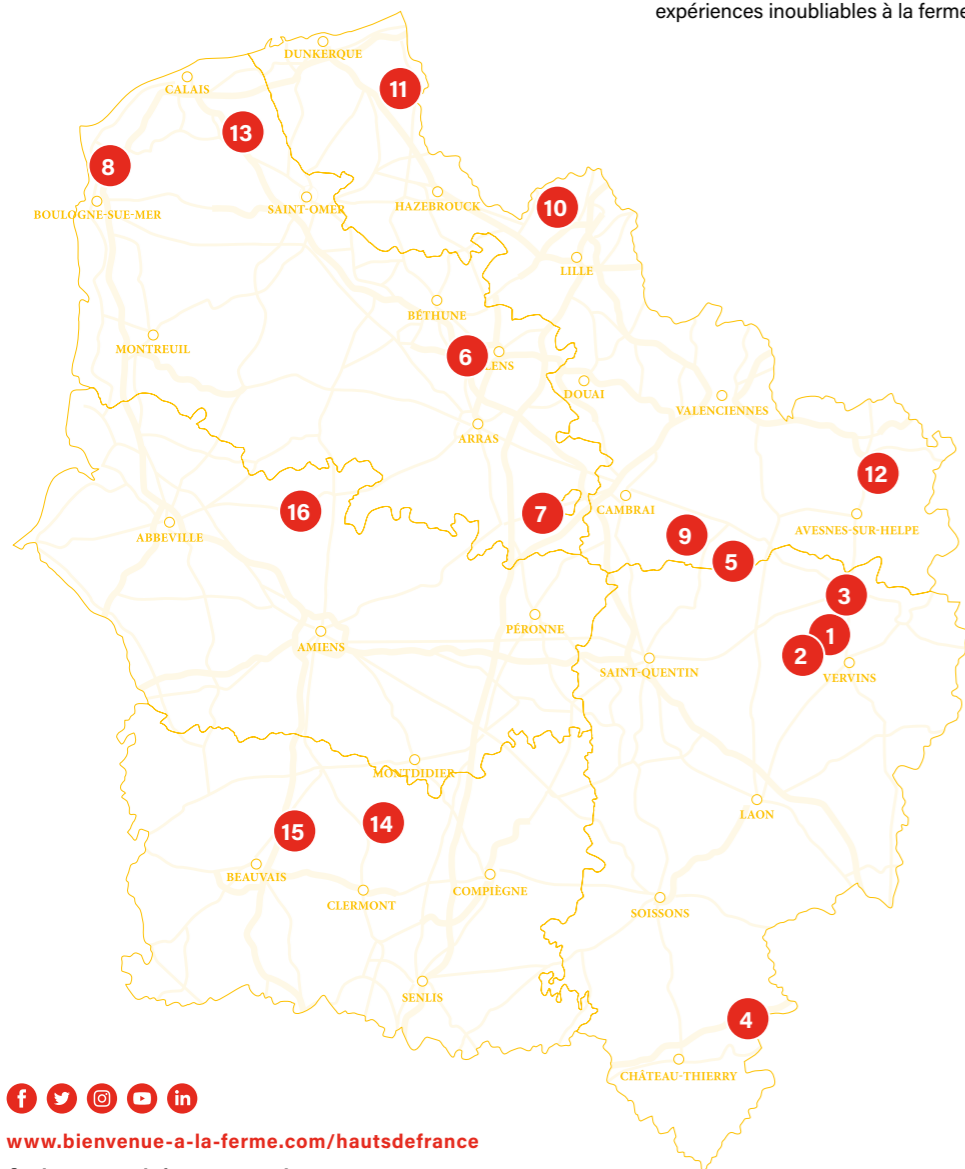 expériences inoubliables à la ferme
DUNKERQUE
CALAIS
11
13
8
SAINT-OMER
HAZEBROUCK
10
BOULOGNE-SUE-MER
LILLE
BÉTHUNE
MONTREUIL
6
LENS
DOUAI
VALENCIENNES
ARRAS
12
16
7
CAMBRAI
ABBEVILLE
9
AVESNES-SUR-HELPE
5
3
PÉRONNE
1
AMIENS
2
SAINT-QUENTIN
VERVINS
MONTDIDIER
LAON
15
14
BEAUVAIS
CLERMONT
COMPIÈGNE
SOISSONS
SENLIS
4
CHÂTEAU-THIERRY
www.bienvenue-a-la-ferme.com/hautsdefrance